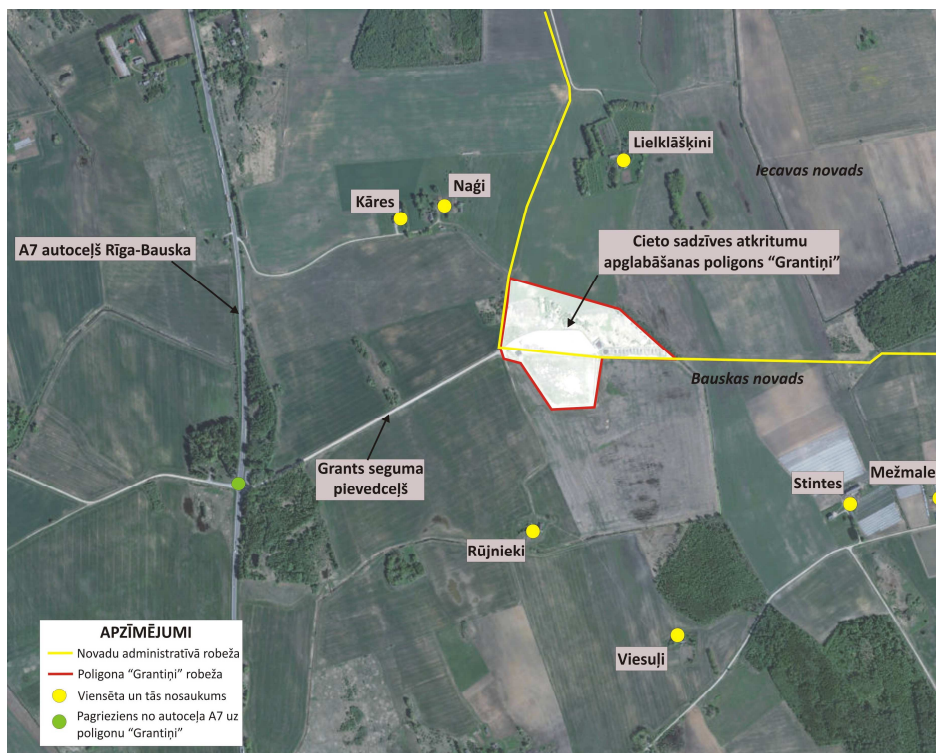 Lielklāšķini
Iecavas novads
Naģi
Kāres
A7 autoceļš Rīga-Bauska
Cieto sadzīves atkritumu
apglabāšanas poligons “Grantiņi”
Bauskas novads
Grants seguma
pievedceļš
Stintes
Mežmale
Rūjnieki
Viesuļi
APZĪMĒJUMI
Novadu administratīvā robeža
Poligona “Grantiņi” robeža
Viensēta un tās nosaukums
Pagrieziens no autoceļa A7 uz
poligonu “Grantiņi”